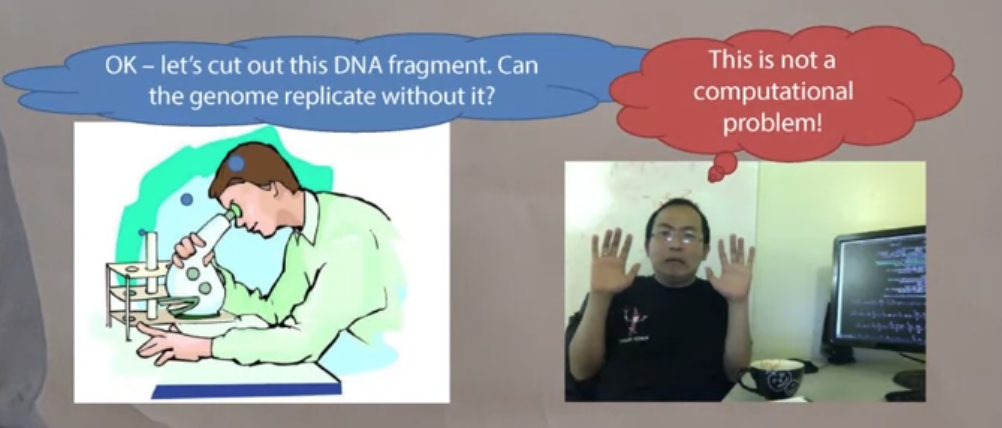 OK – let's cut out this DNA fragment. Can
the genome replicate without it?
This is not a
computational
problem!